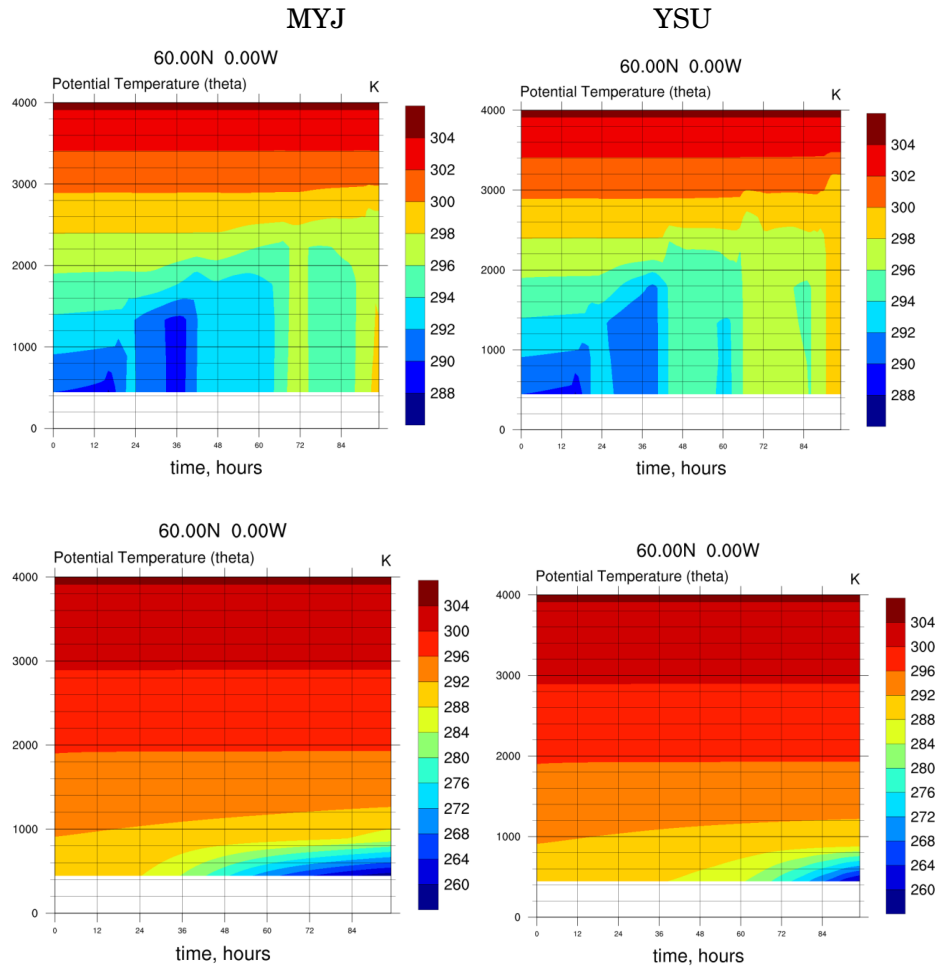 MYJ
YSU
60.00N 0.00W
Potential Temperature (theta)
K
4000
3000
2000
1000
0
0 12 24 36 48 60 72 84
time, hours
304
302
300
298
296
294
292
290
288
60.00N 0.00W
Potential Temperature (theta)
K
4000
3000
2000
1000
0
0 12 24 36 48 60 72 84
time, hours
304
302
300
298
296
294
292
290
288
60.00N 0.00W
Potential Temperature (theta)
K
4000
3000
2000
1000
0
0 12 24 36 48 60 72 84
time, hours
304
300
296
292
288
284
280
276
272
268
264
260
60.00N 0.00W
Potential Temperature (theta)
K
4000
3000
2000
1000
0
0 12 24 36 48 60 72 84
time, hours
304
300
296
292
288
284
280
276
272
268
264
260